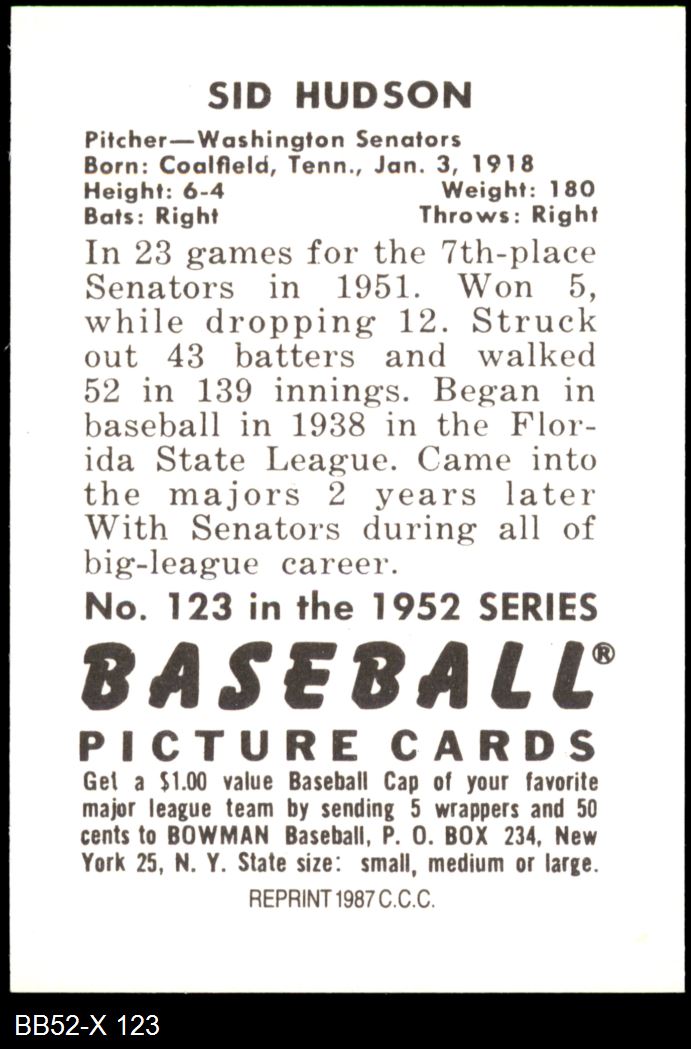 SID HUDSON
Pitcher—Washington Senators
Born: Coalfield, Tenn., Jan. 3, 1918
Height: 6-4 Weight: 180
Bats: Right Throws: Right
In 23 games for the 7th-place
Senators in 1951. Won 5,
while dropping 12. Struck
out 43 batters and walked
52 in 139 innings. Began in
baseball in 1938 in the Flor-
ida State League. Came into
the majors 2 years later
With Senators during all of
big-league career.
No. 123 in the 1952 SERIES
BASEBALL®
PICTURE CARDS
Get a $1.00 value Baseball Cap of your favorite
major league team by sending 5 wrappers and 50
cents to BOWMAN Baseball, P. O. BOX 234, New
York 25, N. Y. State size: small, medium or large.
REPRINT 1987 C.C.C.
BB52-X 123